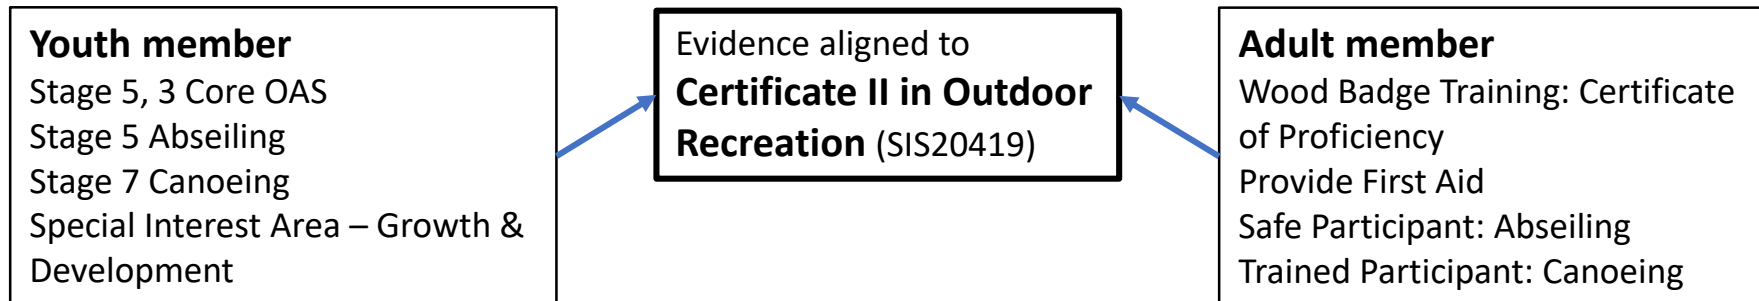 Youth member
Stage 5, 3 Core OAS
Stage 5 Abseiling
Stage 7 Canoeing
Special Interest Area – Growth &
Development
Evidence aligned to
Certificate II in Outdoor
Recreation (SIS20419)
Adult member
Wood Badge Training: Certificate
of Proficiency
Provide First Aid
Safe Participant: Abseiling
Trained Participant: Canoeing